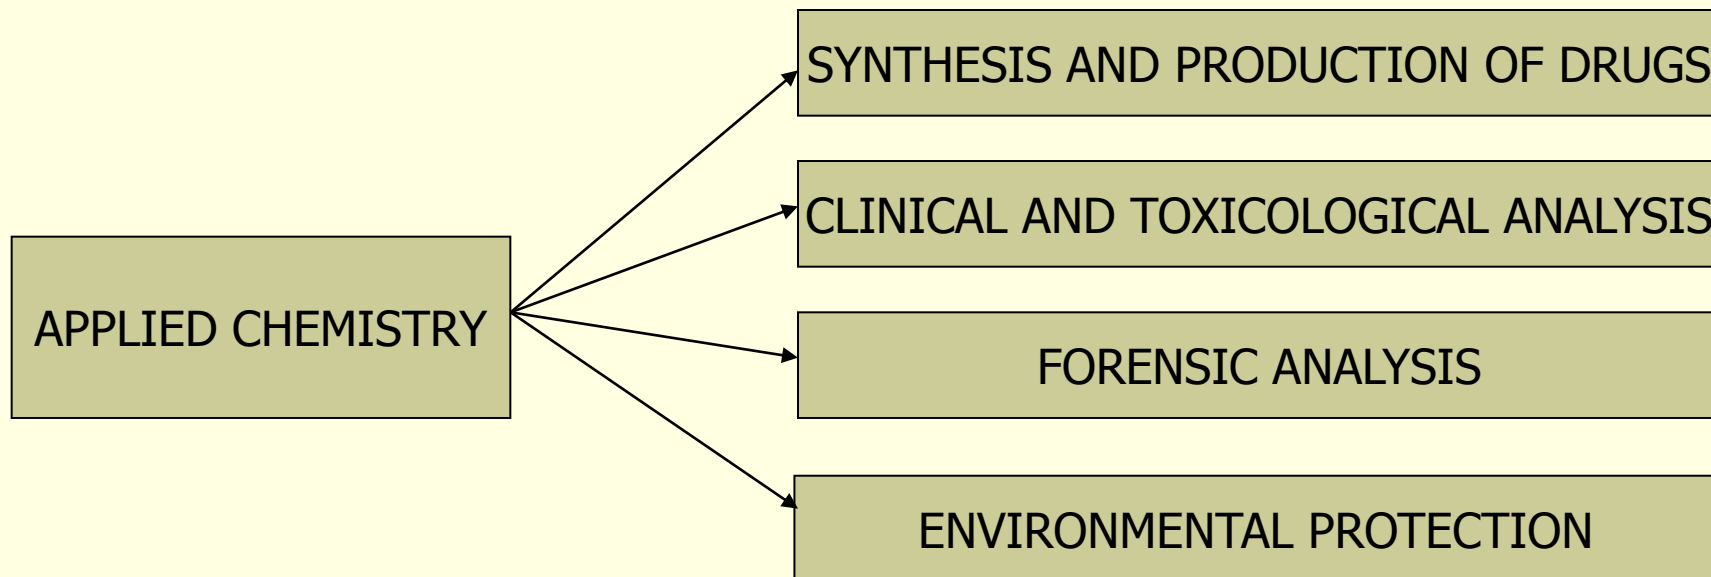 SYNTHESIS AND PRODUCTION OF DRUGS
CLINICAL AND TOXICOLOGICAL ANALYSIS
APPLIED CHEMISTRY
FORENSIC ANALYSIS
ENVIRONMENTAL PROTECTION